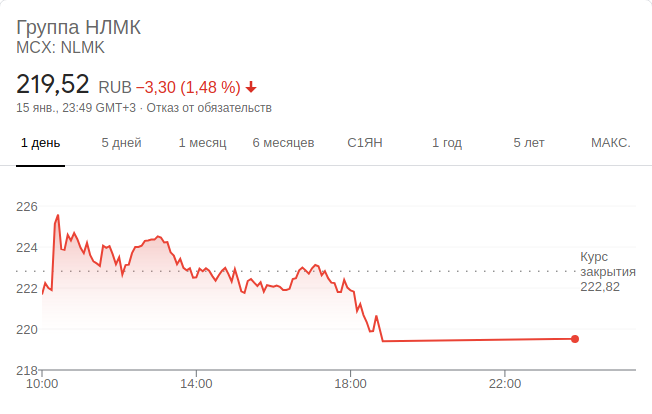 Группа НЛМК
MCX: NLMK
219,52 RUB −3,30 (1,48 %)
15 янв., 23:49 GMT+3 · Отказ от обязательств
1 день 5 дней 1 месяц 6 месяцев С1ЯН 1 год 5 лет МАКС.
226
224
222
220
218
Курс
закрытия
222,82
10:00 14:00 18:00 22:00